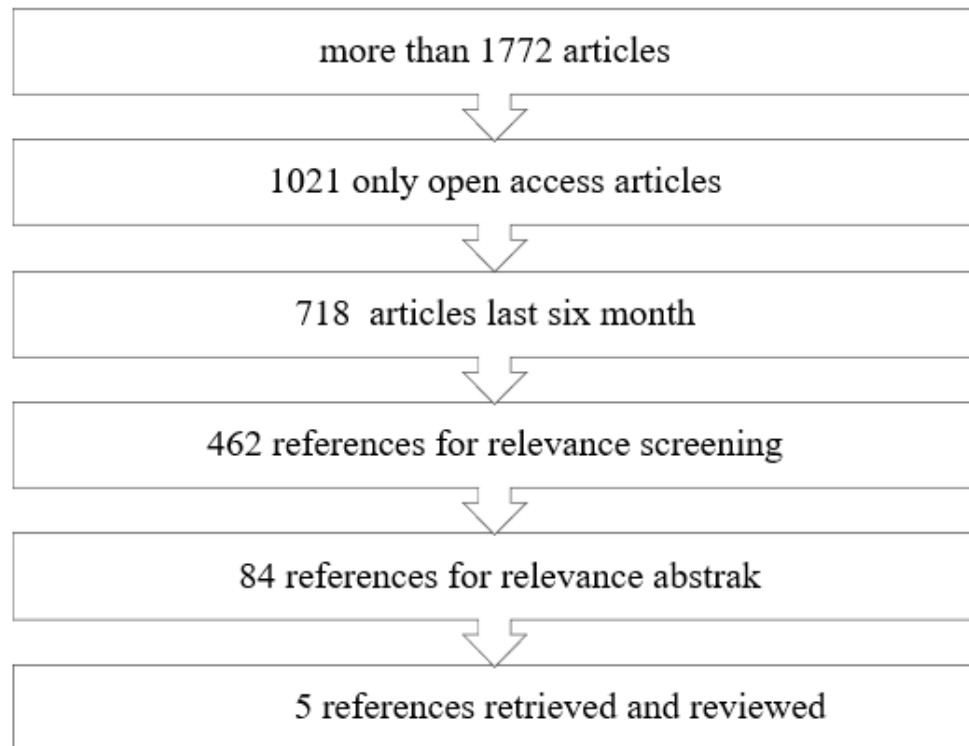 more than 1772 articles
1021 only open access articles
718 articles last six month
462 references for relevance screening
84 references for relevance abstrak
5 references retrieved and reviewed